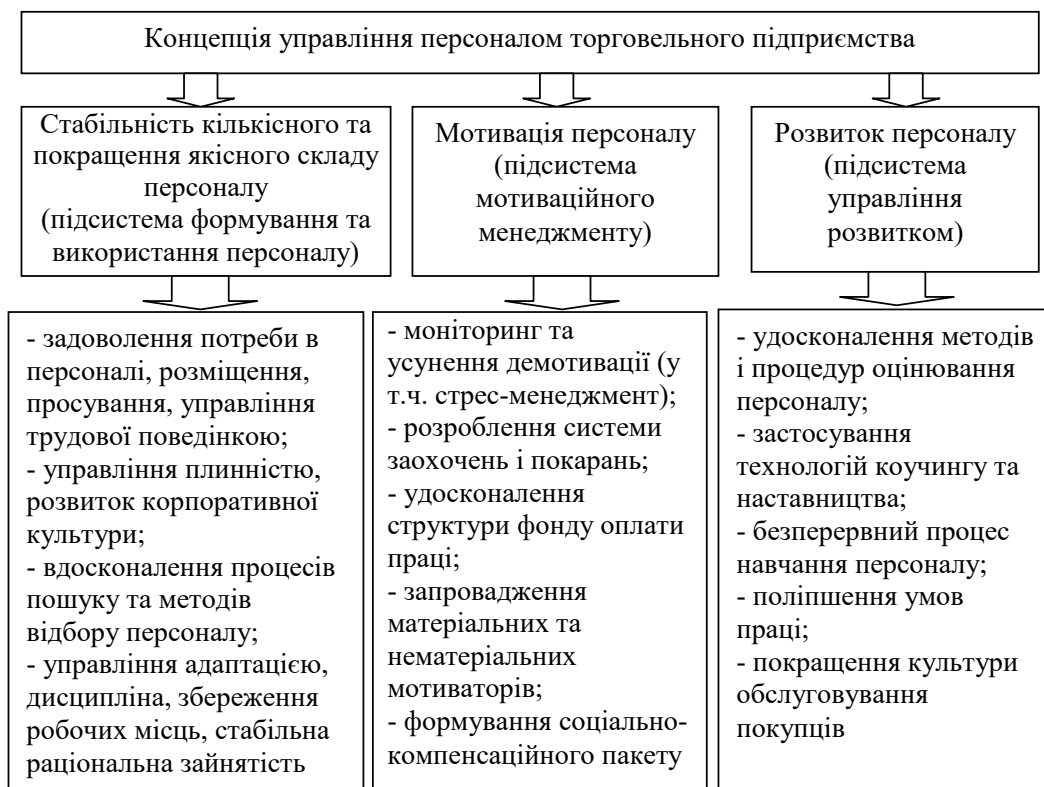 Концепція управління персоналом торговельного підприємства
Стабільність кількісного та
покращення якісного складу
персоналу
(підсистема формування та
використання персоналу)
Мотивація персоналу
(підсистема
мотиваційного
менеджменту)
Розвиток персоналу
(підсистема
управління
розвитком)
- задоволення потреби в
персоналі, розміщення,
просування, управління
трудової поведінкою;
- управління плинністю,
розвиток корпоративної
культури;
- вдосконалення процесів
пошуку та методів
відбору персоналу;
- управління адаптацією,
дисципліна, збереження
робочих місць, стабільна
раціональна зайнятість
- моніторинг та
усунення демотивації (у
т.ч. стрес-менеджмент);
- розроблення системи
заохочень і покарань;
- удосконалення
структури фонду оплати
праці;
- запровадження
матеріальних та
нематеріальних
мотиваторів;
- формування соціально-
компенсаційного пакету
- удосконалення методів
і процедур оцінювання
персоналу;
- застосування
технологій коучингу та
наставництва;
- безперервний процес
навчання персоналу;
- поліпшення умов
праці;
- покращення культури
обслуговування
покупців